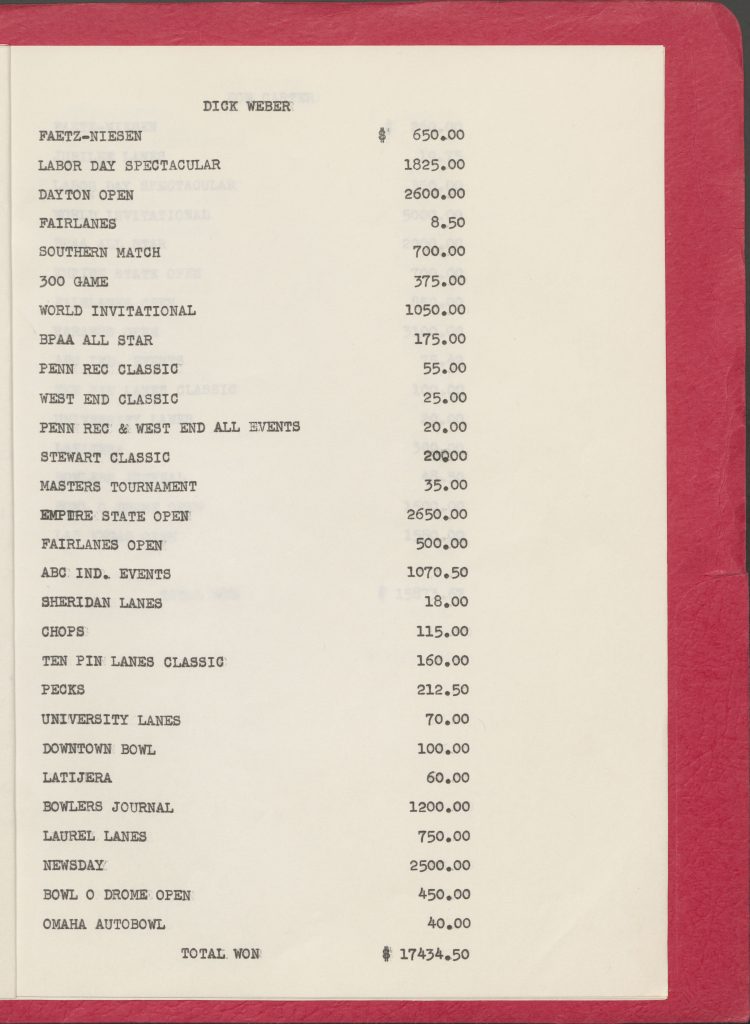 DICK WEBER
FAETZ-NIESEN $ 650.00
LABOR DAY SPECTACULAR 1825.00
DAYTON OPEN 2600.00
FAIRLANES 8.50
SOUTHERN MATCH 700.00
300 GAME 375.00
WORLD INVITATIONAL 1050.00
BPAA ALL STAR 175.00
PENN REC CLASSIC 55.00
WEST END CLASSIC 25.00
PENN REC & WEST END ALL EVENTS 20.00
STEWART CLASSIC 20.00
MASTERS TOURNAMENT 35.00
EMPIRE STATE OPEN 2650.00
FAIRLANES OPEN 500.00
ABC IND. EVENTS 1070.50
SHERIDAN LANES 18.00
CHOPS 115.00
TEN PIN LANES CLASSIC 160.00
PECKS 212.50
UNIVERSITY LANES 70.00
DOWNTOWN BOWL 100.00
LATIJERA 60.00
BOWLERS JOURNAL 1200.00
LAUREL LANES 750.00
NEWSDAY 2500.00
BOWL O DROME OPEN 450.00
OMAHA AUTOBOWL 40.00
TOTAL WON $ 17434.50